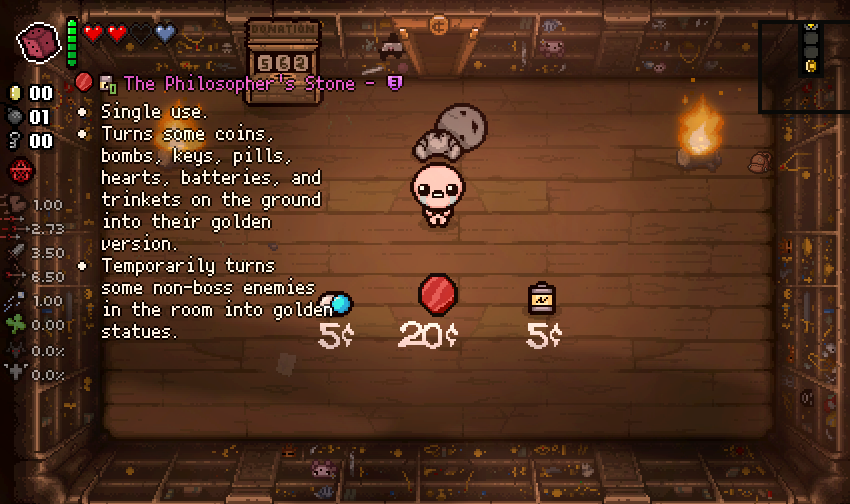 DONATION
562
The Philosopher's Stone - 3
00
• Single use.
01
• Turns some coins,
00
bombs, keys, pills,
hearts, batteries, and
trinkets on the ground
1.00
into their golden
-2.73
version.
3.50
• Temporarily turns
6.50
some non-boss enemies
1.00
in the room into golden
0.00
statues.
0.0%
0.0%
5¢ 20¢ 5¢